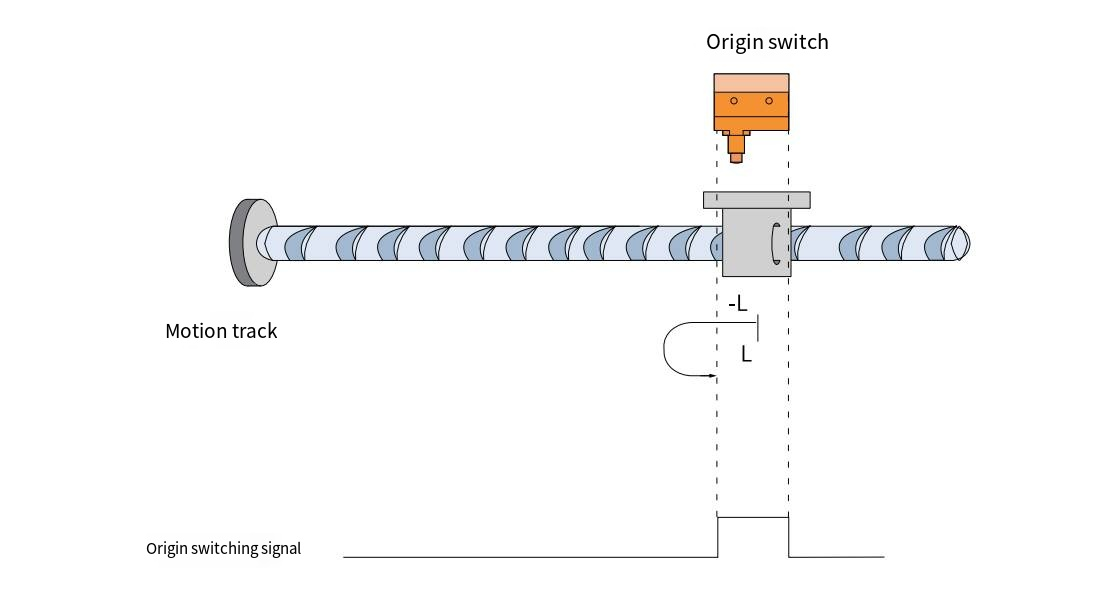 Origin switch
Motion track
-L
L
Origin switching signal